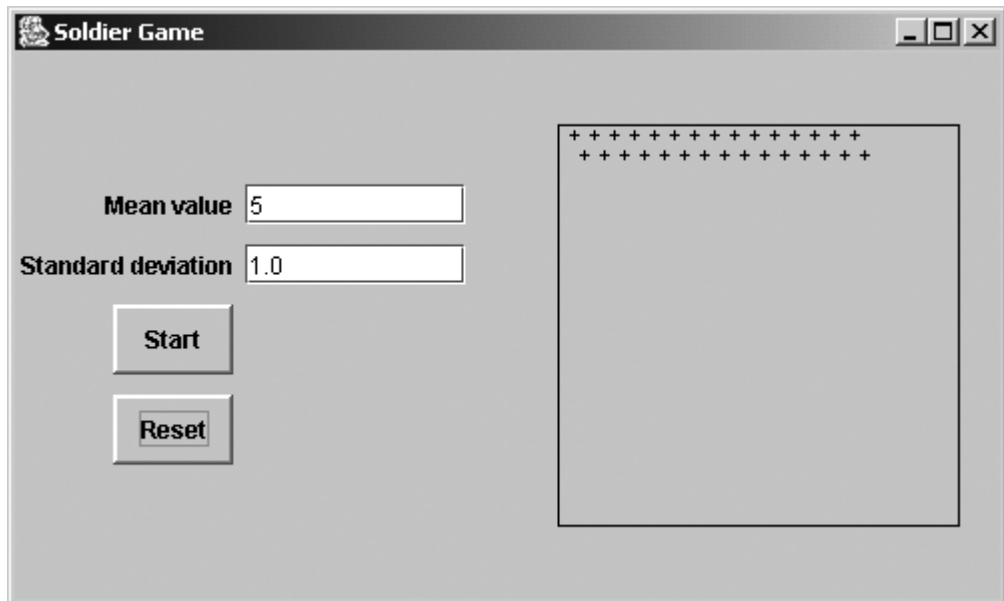 Soldier Game
Mean value 5
Standard deviation 1.0
Start
Reset
+ + + + + + + + + + + + + + +
+ + + + + + + + + + + + + + +